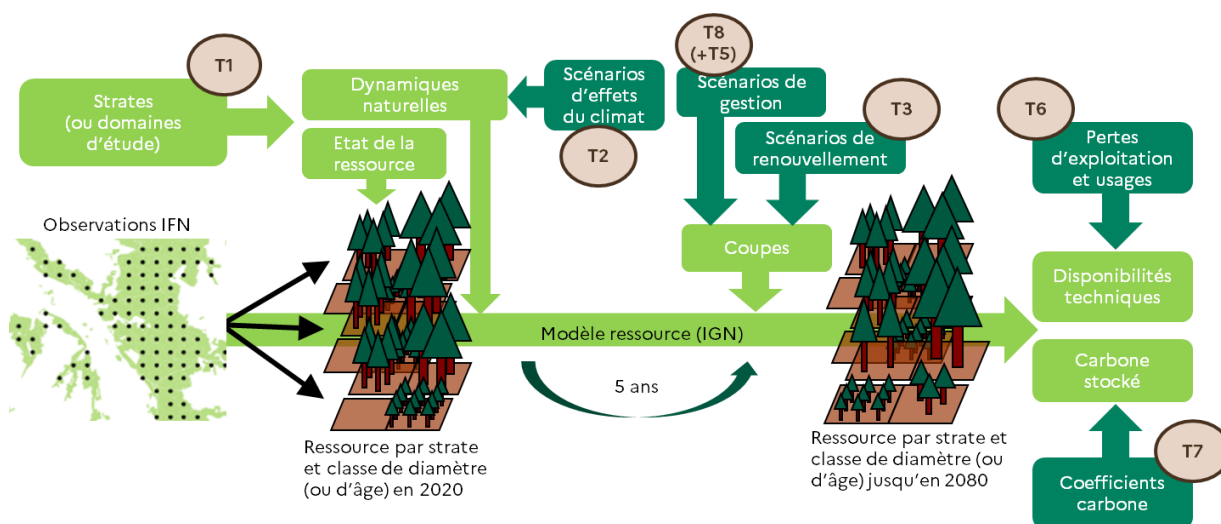 T1
Strates
(ou domaines
d'étude)
Dynamiques
naturelles
Etat de la
ressource
Scénarios
d'effets
du climat
T2
T8
(+T5)
Scénarios de
gestion
T3
Scénarios de
renouvellement
T6
Pertes
d'exploitation
et usages
Observations IFN
Coupes
Disponibilités
techniques
Modèle ressource (IGN)
5 ans
Carbone
stocké
Ressource par strate
et classe de diamètre
(ou d'âge) en 2020
Ressource par strate et
classe de diamètre (ou
d'âge) jusqu'en 2080
T7
Coefficients
carbone